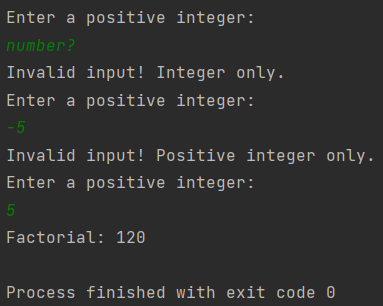 Enter a positive integer:
number?
Invalid input! Integer only.
Enter a positive integer:
-5
Invalid input! Positive integer only.
Enter a positive integer:
5
Factorial: 120
Process finished with exit code 0